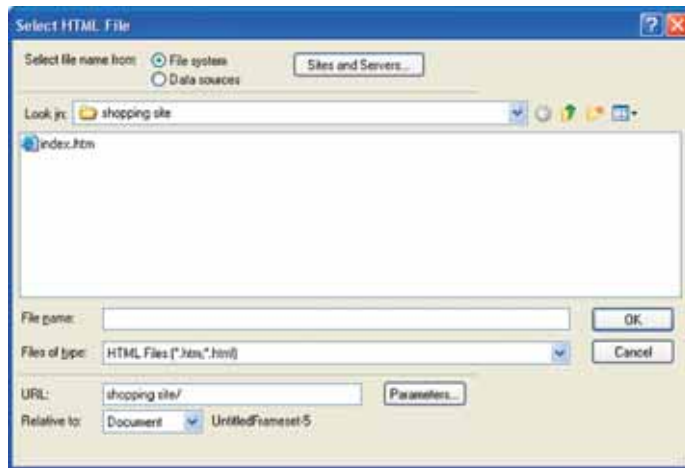 Select HTML File
Select file name from: File system Sites and Servers...
Data sources
Look in: shopping site
index.htm
File name: OK
Files of type: HTML Files (*.htm;*.html) Cancel
URL: shopping site/ Parameters...
Relative to: Document UntitledFrameset-5